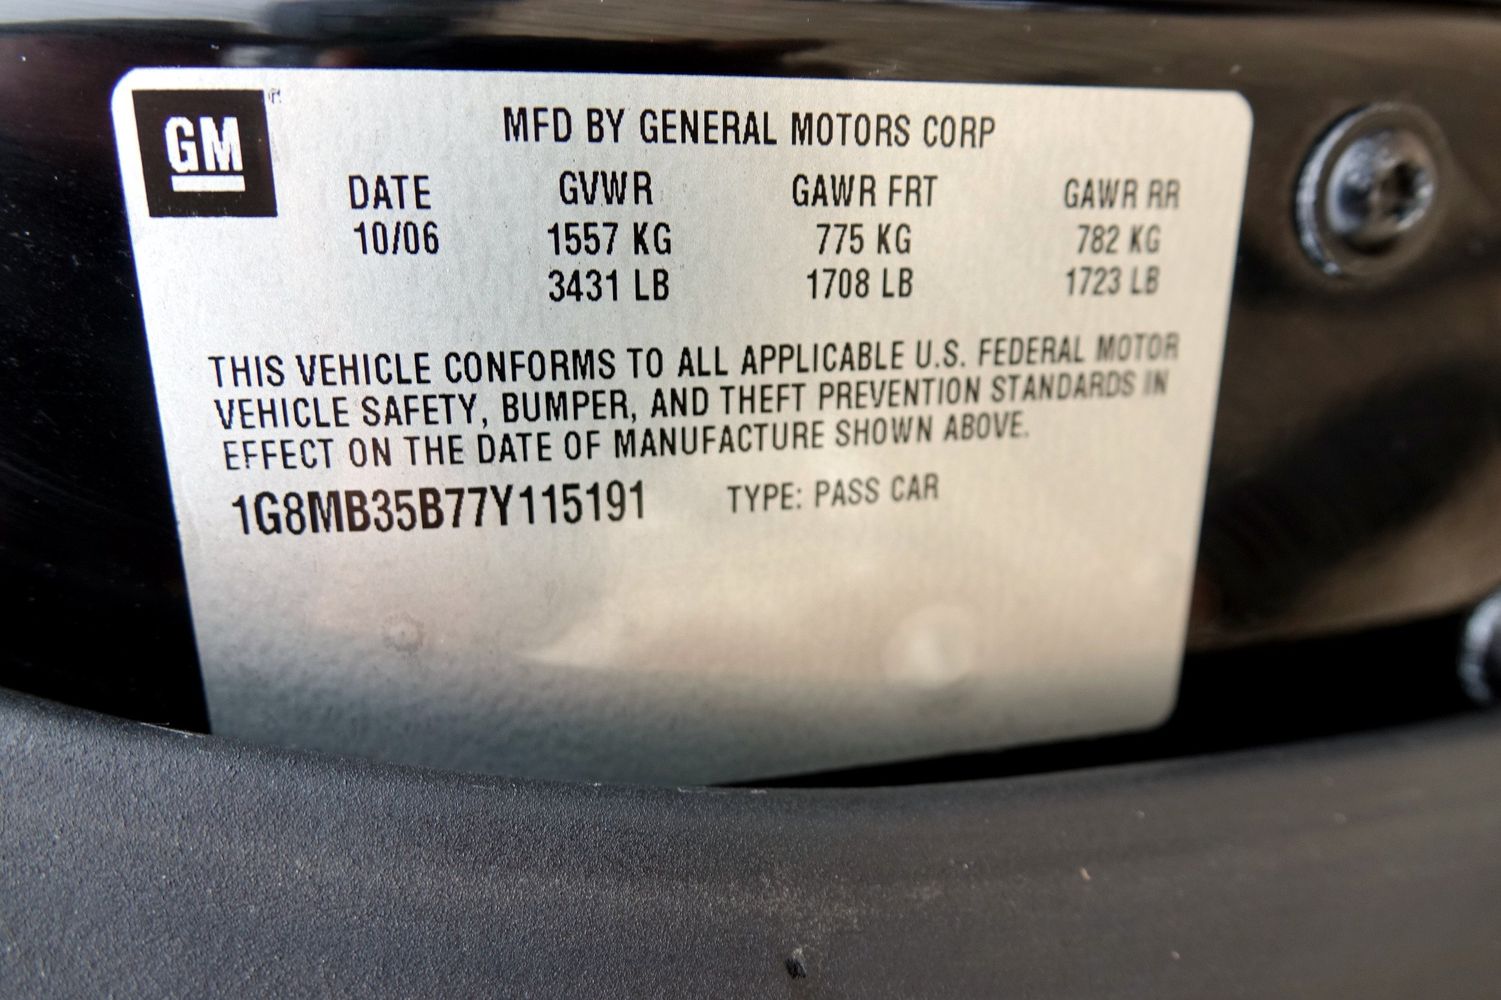 GM ®
MFD BY GENERAL MOTORS CORP
DATE GVWR GAWR FRT GAWR RR
10/06 1557 KG 775 KG 782 KG
3431 LB 1708 LB 1723 LB
THIS VEHICLE CONFORMS TO ALL APPLICABLE U.S. FEDERAL MOTOR
VEHICLE SAFETY, BUMPER, AND THEFT PREVENTION STANDARDS IN
EFFECT ON THE DATE OF MANUFACTURE SHOWN ABOVE.
1G8MB35B77Y115191 TYPE: PASS CAR